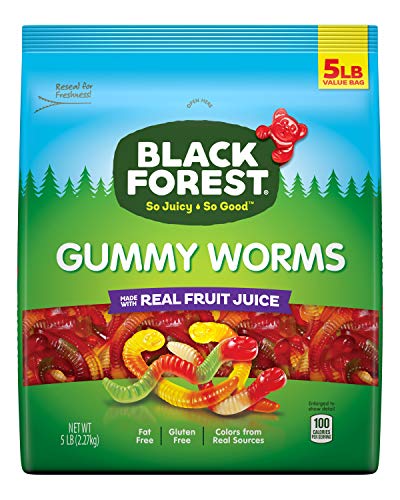 Reseal for
Freshness!
OPEN HERE
5LB
VALUE BAG
BLACK
FOREST®
So Juicy • So Good™
GUMMY WORMS
MADE
WITH
REAL FRUIT JUICE
NET WT
5 LB (2.27kg)
Fat
Free
Gluten
Free
Colors from
Real Sources
Enlarged to
show detail
100
CALORIES
PER SERVING